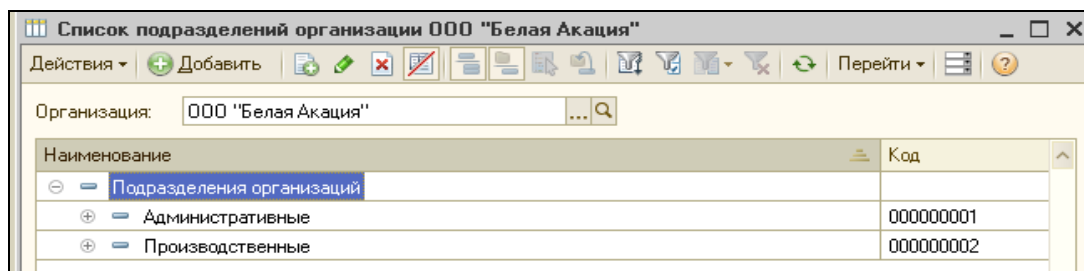 Список подразделений организации ООО "Белая Акация"
Действия Добавить Перейти
Организация: ООО "Белая Акация" ...
Наименование Код
Подразделения организаций
Административные 000000001
Производственные 000000002